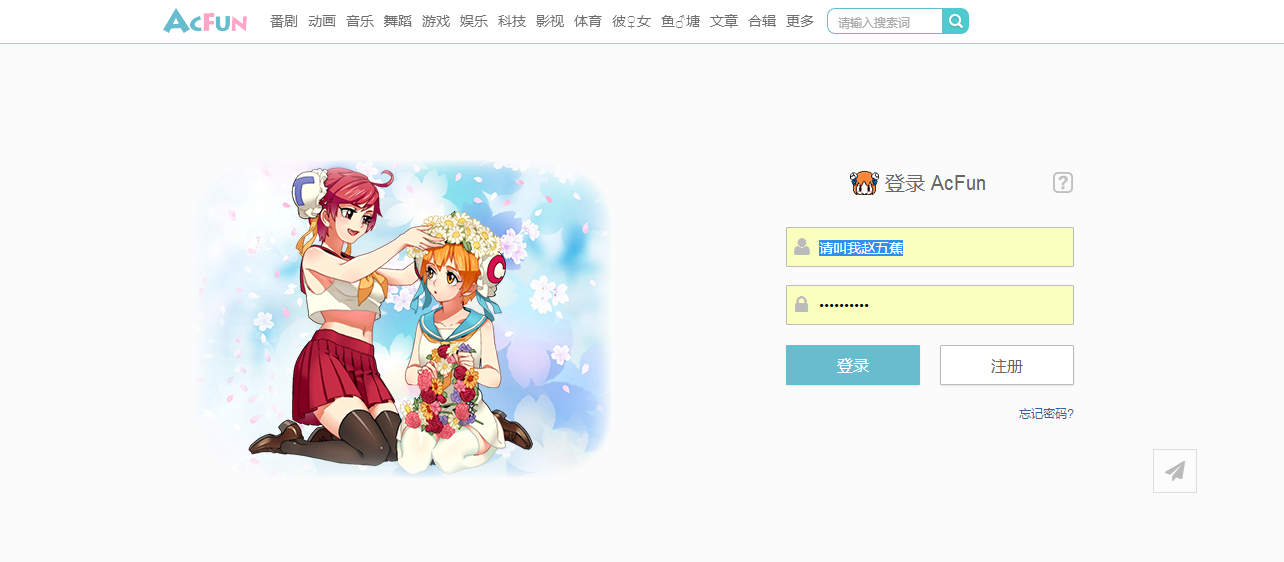 AcFun 番剧 动画 音乐 舞蹈 游戏 娱乐 科技 影视 体育 彼♀女 鱼♂塘 文章 合辑 更多 请输入搜索词
登录 AcFun ?
请叫我赵五蕉
••••••••••
登录 注册
忘记密码?